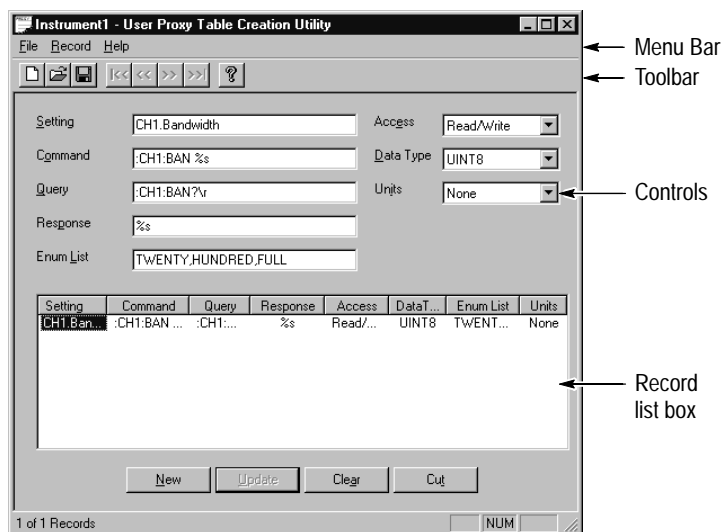 Instrument1 - User Proxy Table Creation Utility
File Record Help
Menu Bar
|<< << >> >>| ?
Toolbar
Setting CH1.Bandwidth Access Read/Write
Command :CH1:BAN %s Data Type UINT8
Query :CH1:BAN?\r Units None
Controls
Response %s
Enum List TWENTY,HUNDRED,FULL
Setting Command Query Response Access DataT... Enum List Units
CH1.Ban... :CH1:BAN ... :CH1:... %s Read/... UINT8 TWENT... None
Record
list box
New Update Clear Cut
1 of 1 Records NUM